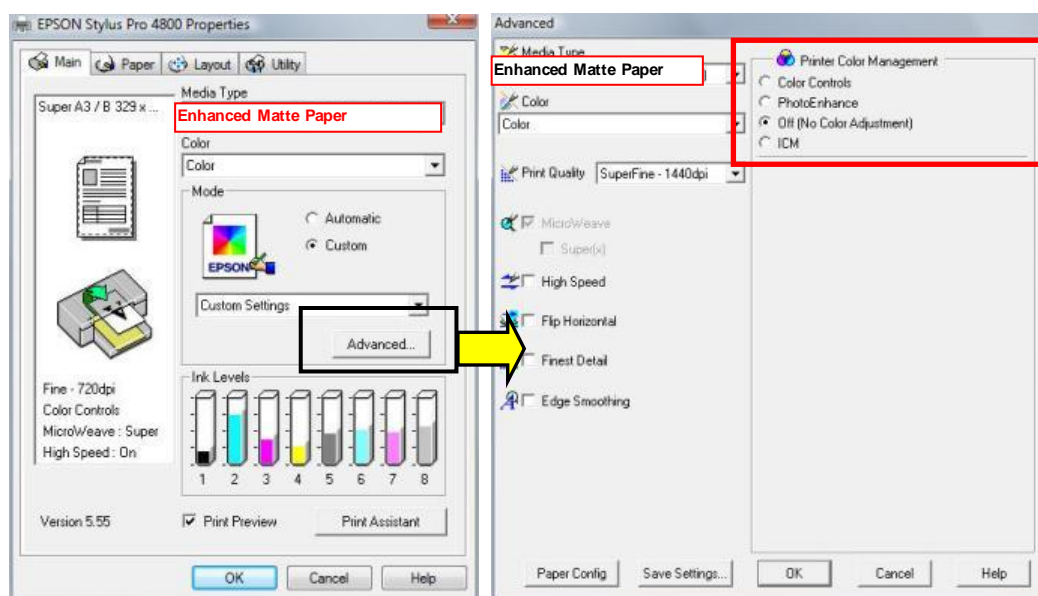 EPSON Stylus Pro 4800 Properties
Main
Paper
Layout
Utility
Super A3 / B 329 x ...
Media Type
Enhanced Matte Paper
Color
Color
Mode
Automatic
Custom
EPSON
Custom Settings
Advanced...
Ink Levels
1 2 3 4 5 6 7 8
Fine - 720dpi
Color Controls
MicroWeave : Super
High Speed : On
Version 5.55
Print Preview
Print Assistant
OK
Cancel
Help
Advanced
Media Type
Enhanced Matte Paper
Color
Color
Print Quality
SuperFine - 1440dpi
MicroWeave
Super(x)
High Speed
Flip Horizontal
Finest Detail
Edge Smoothing
Printer Color Management
Color Controls
PhotoEnhance
Off (No Color Adjustment)
ICM
Paper Config
Save Settings...
OK
Cancel
Help